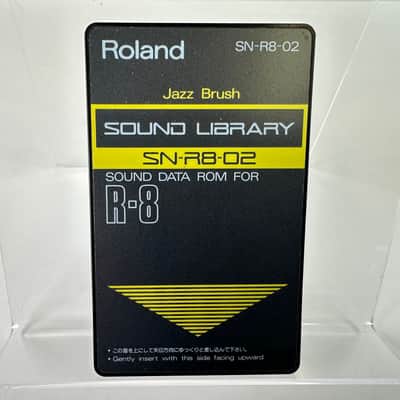 Roland SN-R8-02
Jazz Brush
SOUND LIBRARY
SN-R8-02
SOUND DATA ROM FOR
R-8
• この面を上にして矢印方向にゆっくりと差し込んで下さい。
• Gently insert with this side facing upward